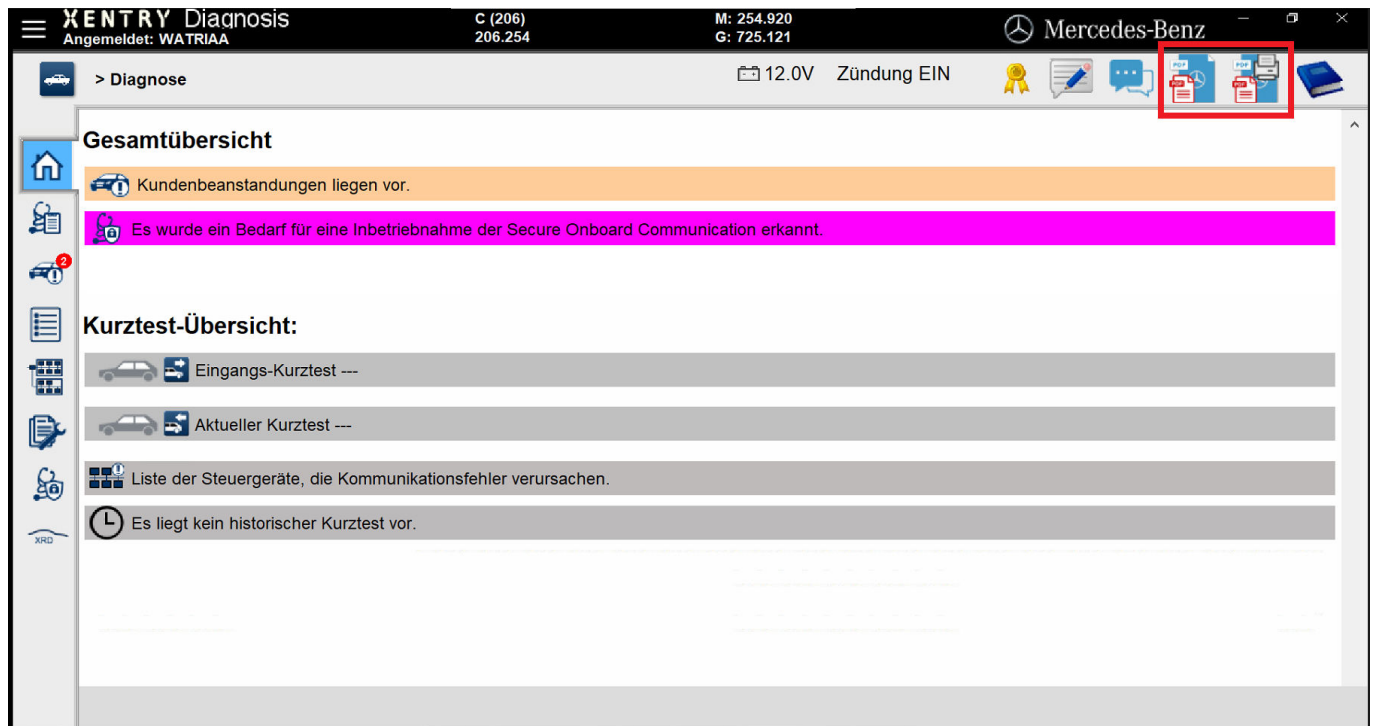 XENTRY Diagnosis
Angemeldet: WATRIAA
C (206)
206.254
M: 254.920
G: 725.121
Mercedes-Benz
> Diagnose
12.0V Zündung EIN
PDF
PDF
PDF
PDF
Gesamtübersicht
Kundenbeanstandungen liegen vor.
Es wurde ein Bedarf für eine Inbetriebnahme der Secure Onboard Communication erkannt.
2
Kurztest-Übersicht:
Eingangs-Kurztest ---
Aktueller Kurztest ---
Liste der Steuergeräte, die Kommunikationsfehler verursachen.
Es liegt kein historischer Kurztest vor.
XRD